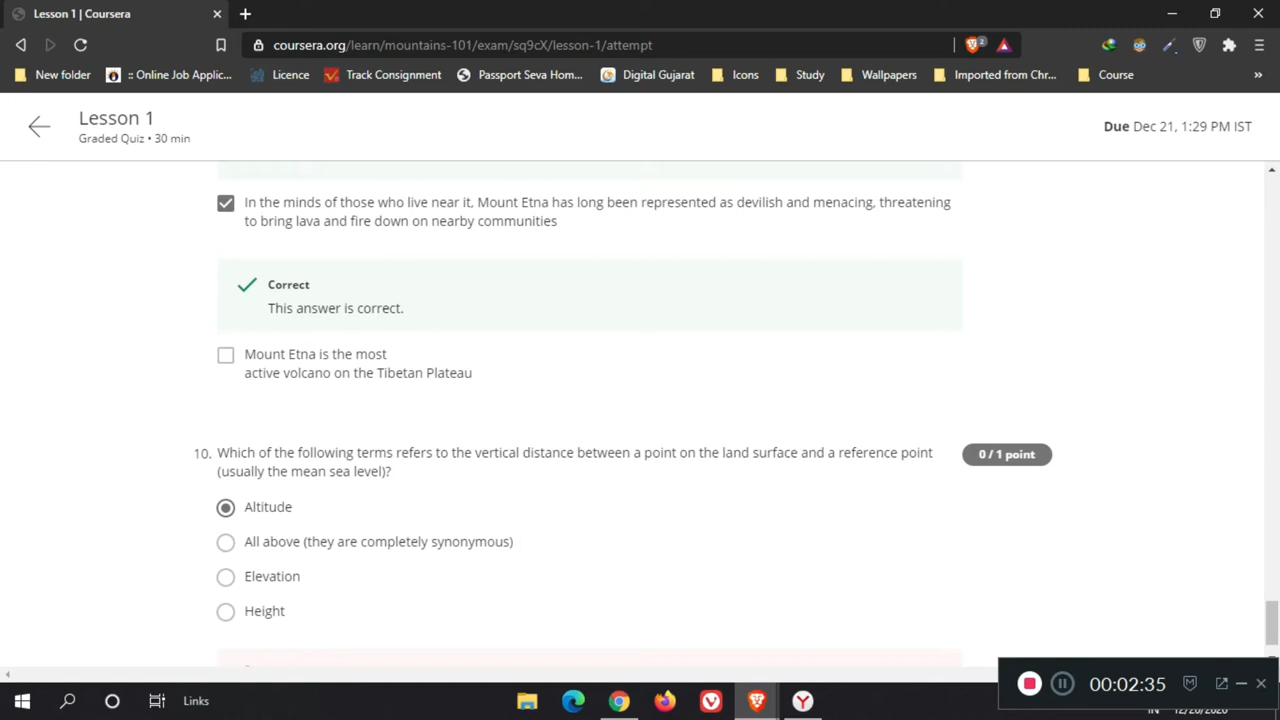 Lesson 1 | Coursera
coursera.org/learn/mountains-101/exam/sq9cX/lesson-1/attempt
2
New folder
:: Online Job Applic...
Licence
Track Consignment
Passport Seva Hom...
Digital Gujarat
Icons
Study
Wallpapers
Imported from Chr...
Course
»
Lesson 1
Graded Quiz • 30 min
Due Dec 21, 1:29 PM IST
In the minds of those who live near it, Mount Etna has long been represented as devilish and menacing, threatening
to bring lava and fire down on nearby communities
Correct
This answer is correct.
Mount Etna is the most
active volcano on the Tibetan Plateau
10. Which of the following terms refers to the vertical distance between a point on the land surface and a reference point
(usually the mean sea level)?
0 / 1 point
Altitude
All above (they are completely synonymous)
Elevation
Height
Links
00:02:35